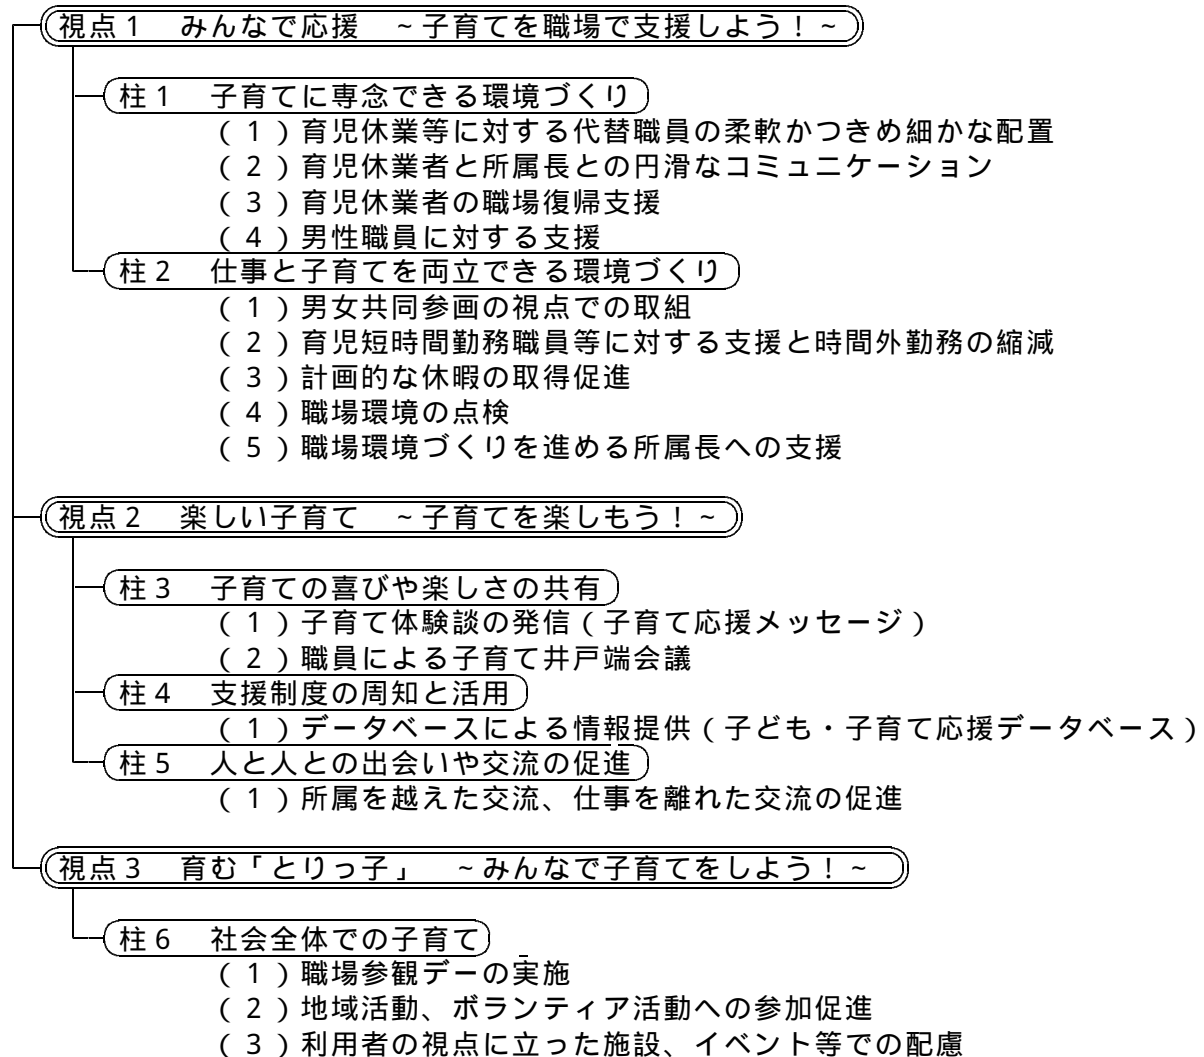 視点１　みんなで応援　～子育てを職場で支援しよう！～
柱１　子育てに専念できる環境づくり
（１）育児休業等に対する代替職員の柔軟かつきめ細かな配置
（２）育児休業者と所属長との円滑なコミュニケーション
（３）育児休業者の職場復帰支援
（４）男性職員に対する支援
柱２　仕事と子育てを両立できる環境づくり
（１）男女共同参画の視点での取組
（２）育児短時間勤務職員等に対する支援と時間外勤務の縮減
（３）計画的な休暇の取得促進
（４）職場環境の点検
（５）職場環境づくりを進める所属長への支援
視点２　楽しい子育て　～子育てを楽しもう！～
柱３　子育ての喜びや楽しさの共有
（１）子育て体験談の発信（子育て応援メッセージ）
（２）職員による子育て井戸端会議
柱４　支援制度の周知と活用
（１）データベースによる情報提供（子ども・子育て応援データベース）
柱５　人と人との出会いや交流の促進
（１）所属を越えた交流、仕事を離れた交流の促進
視点３　育む「とりっ子」　～みんなで子育てをしよう！～
柱６　社会全体での子育て
（１）職場参観デーの実施
（２）地域活動、ボランティア活動への参加促進
（３）利用者の視点に立った施設、イベント等での配慮